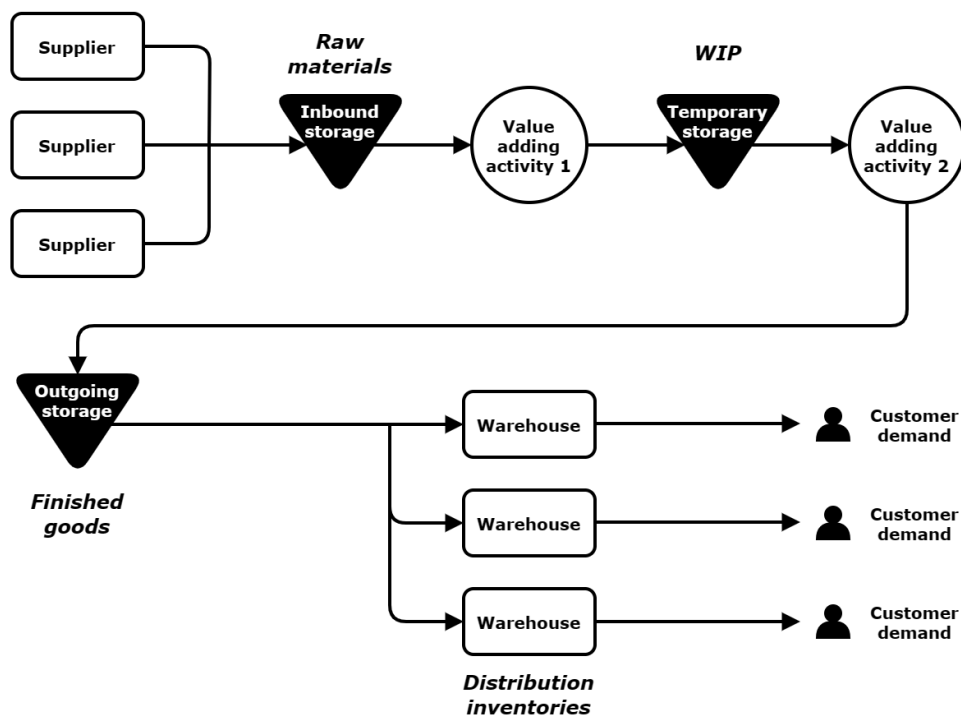 Supplier
Supplier
Supplier
Raw
materials
Inbound
storage
Value
adding
activity 1
WIP
Temporary
storage
Value
adding
activity 2
Outgoing
storage
Finished
goods
Warehouse
Customer
demand
Warehouse
Customer
demand
Warehouse
Customer
demand
Distribution
inventories